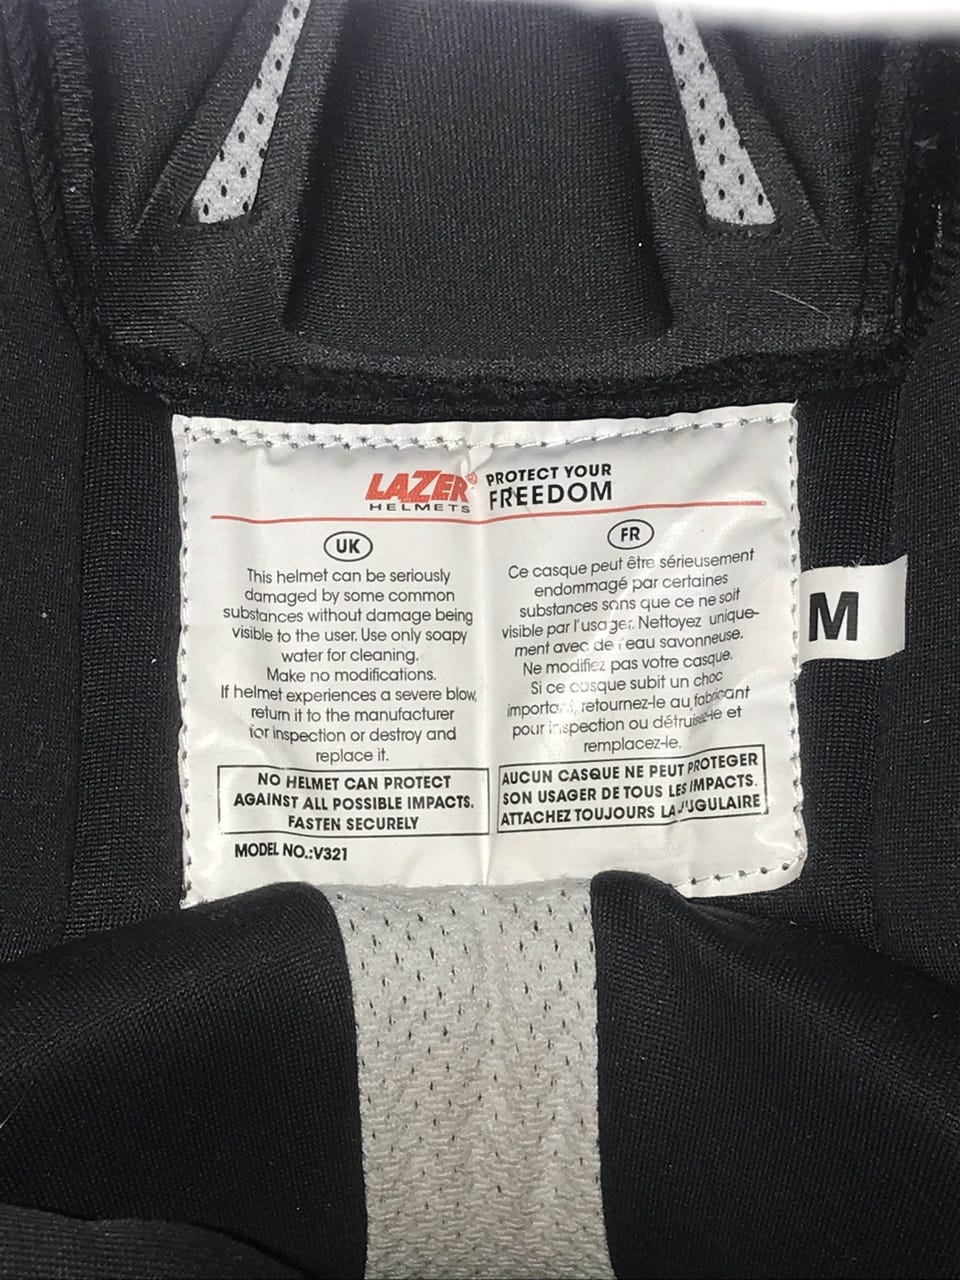 LAZER®
HELMETS
PROTECT YOUR
FREEDOM
UK
This helmet can be seriously
damaged by some common
substances without damage being
visible to the user. Use only soapy
water for cleaning.
Make no modifications.
If helmet experiences a severe blow,
return it to the manufacturer
for inspection or destroy and
replace it.
NO HELMET CAN PROTECT
AGAINST ALL POSSIBLE IMPACTS.
FASTEN SECURELY
MODEL NO.:V321
FR
Ce casque peut être sérieusement
endommagé par certaines
substances sans que ce ne soit
visible par l'usager. Nettoyez unique-
ment avec de l'eau savonneuse.
Ne modifiez pas votre casque.
Si ce casque subit un choc
important, retournez-le au fabricant
pour inspection ou détruisez-le et
remplacez-le.
AUCUN CASQUE NE PEUT PROTEGER
SON USAGER DE TOUS LES IMPACTS.
ATTACHEZ TOUJOURS LA JUGULAIRE
M